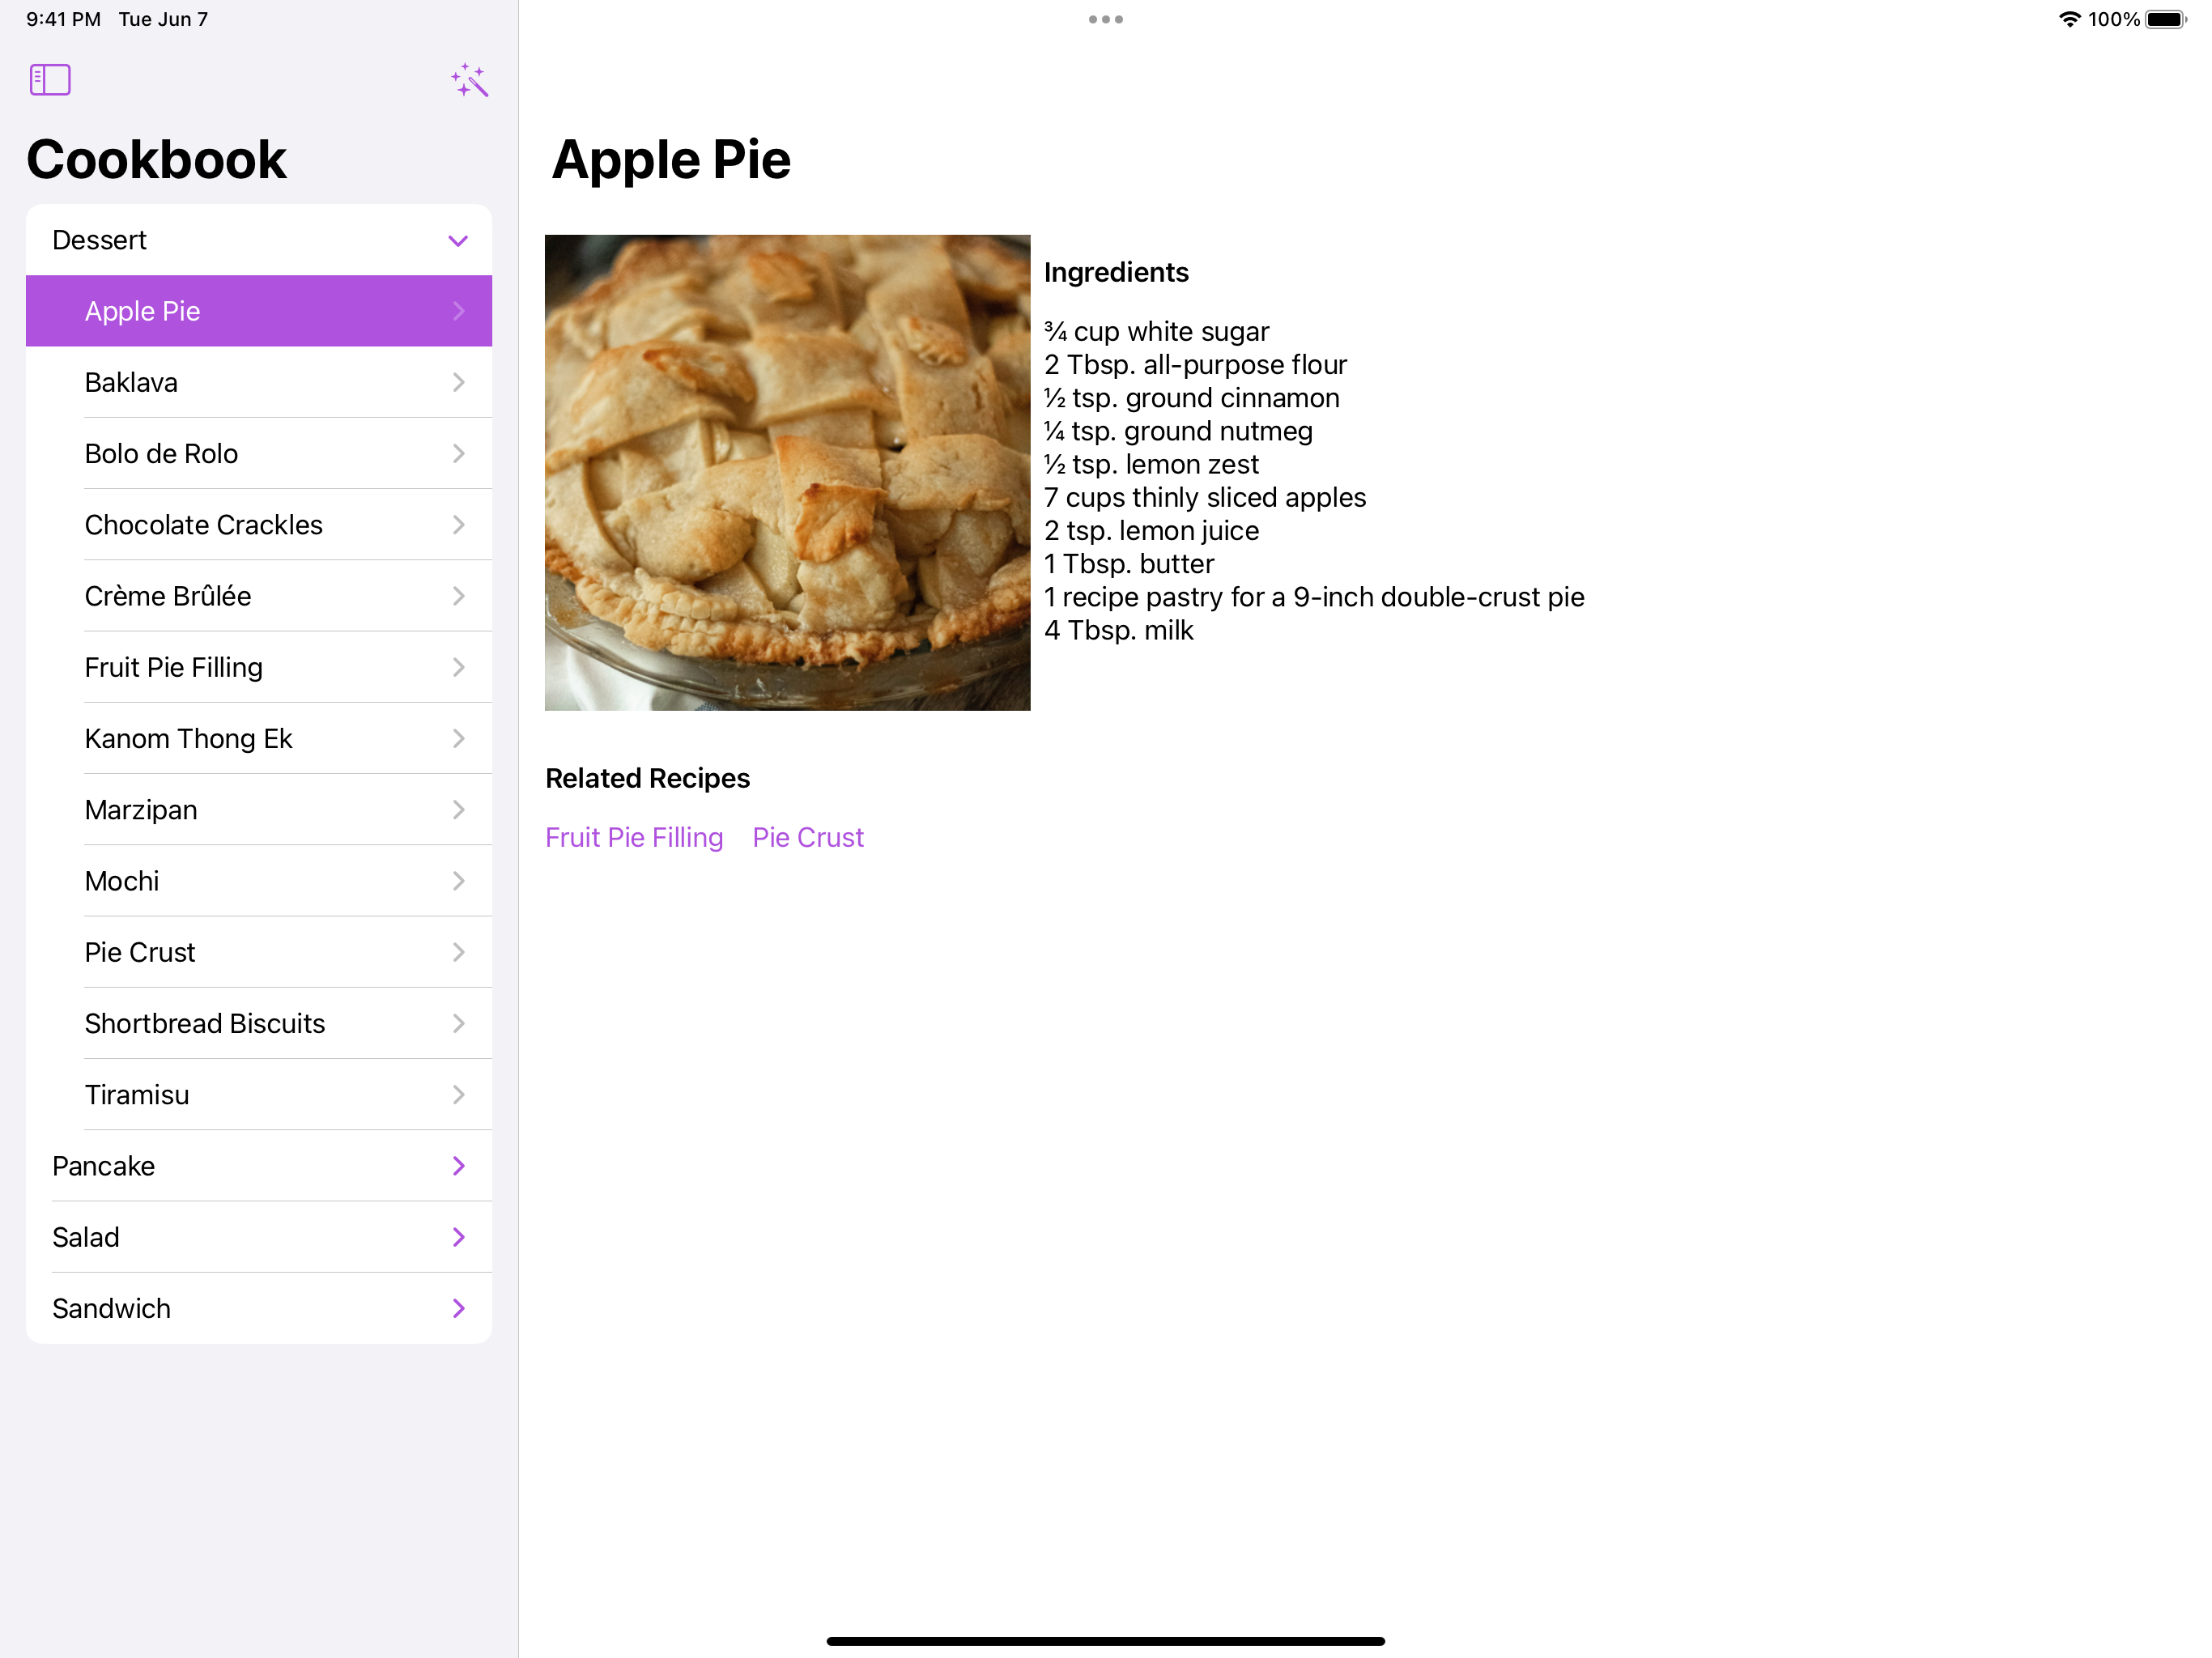 9:41 PM Tue Jun 7
100%
Cookbook
Dessert
Apple Pie
Baklava
Bolo de Rolo
Chocolate Crackles
Crème Brûlée
Fruit Pie Filling
Kanom Thong Ek
Marzipan
Mochi
Pie Crust
Shortbread Biscuits
Tiramisu
Pancake
Salad
Sandwich
Apple Pie
Ingredients
¾ cup white sugar
2 Tbsp. all-purpose flour
½ tsp. ground cinnamon
¼ tsp. ground nutmeg
½ tsp. lemon zest
7 cups thinly sliced apples
2 tsp. lemon juice
1 Tbsp. butter
1 recipe pastry for a 9-inch double-crust pie
4 Tbsp. milk
Related Recipes
Fruit Pie Filling Pie Crust